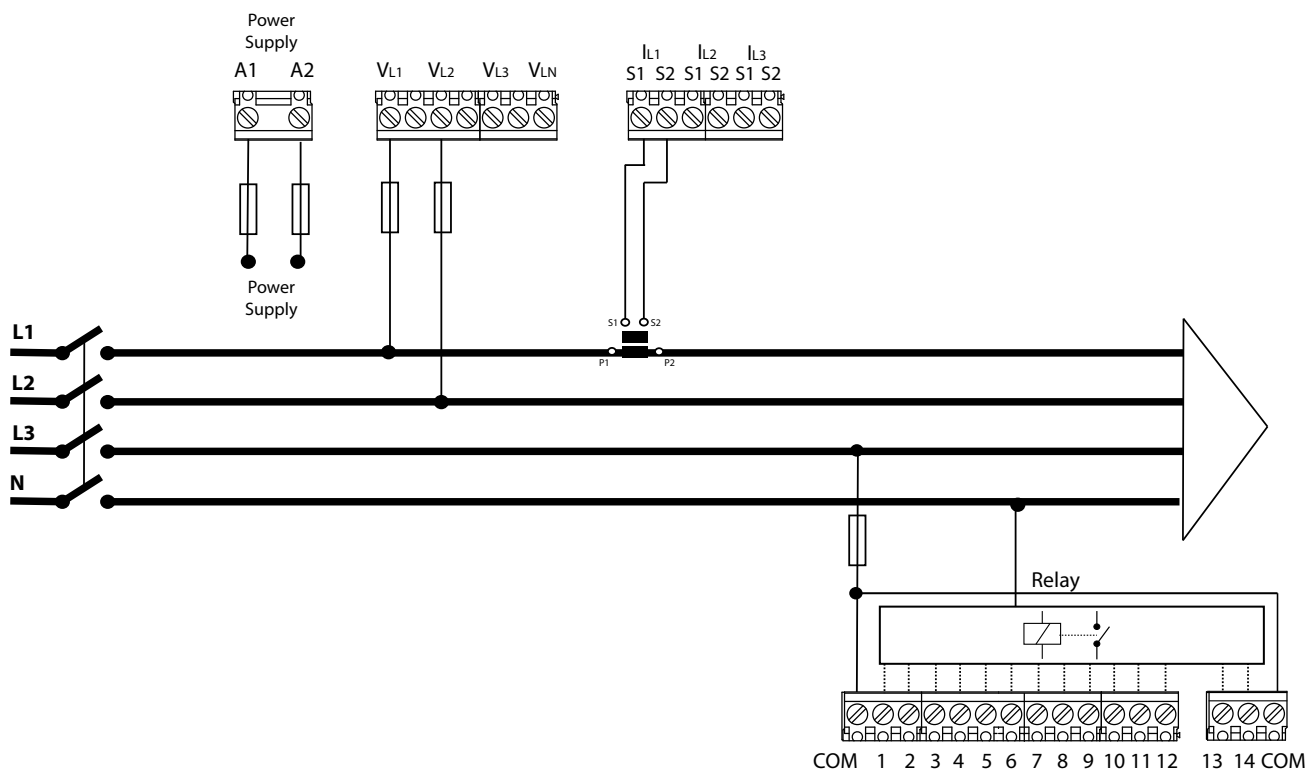 Power
Supply
A1 A2
VL1 VL2 VL3 VLN
IL1 IL2 IL3
S1 S2 S1 S2 S1 S2
Power
Supply
S1 S2
L1
P1 P2
L2
L3
N
Relay
COM 1 2 3 4 5 6 7 8 9 10 11 12 13 14 COM